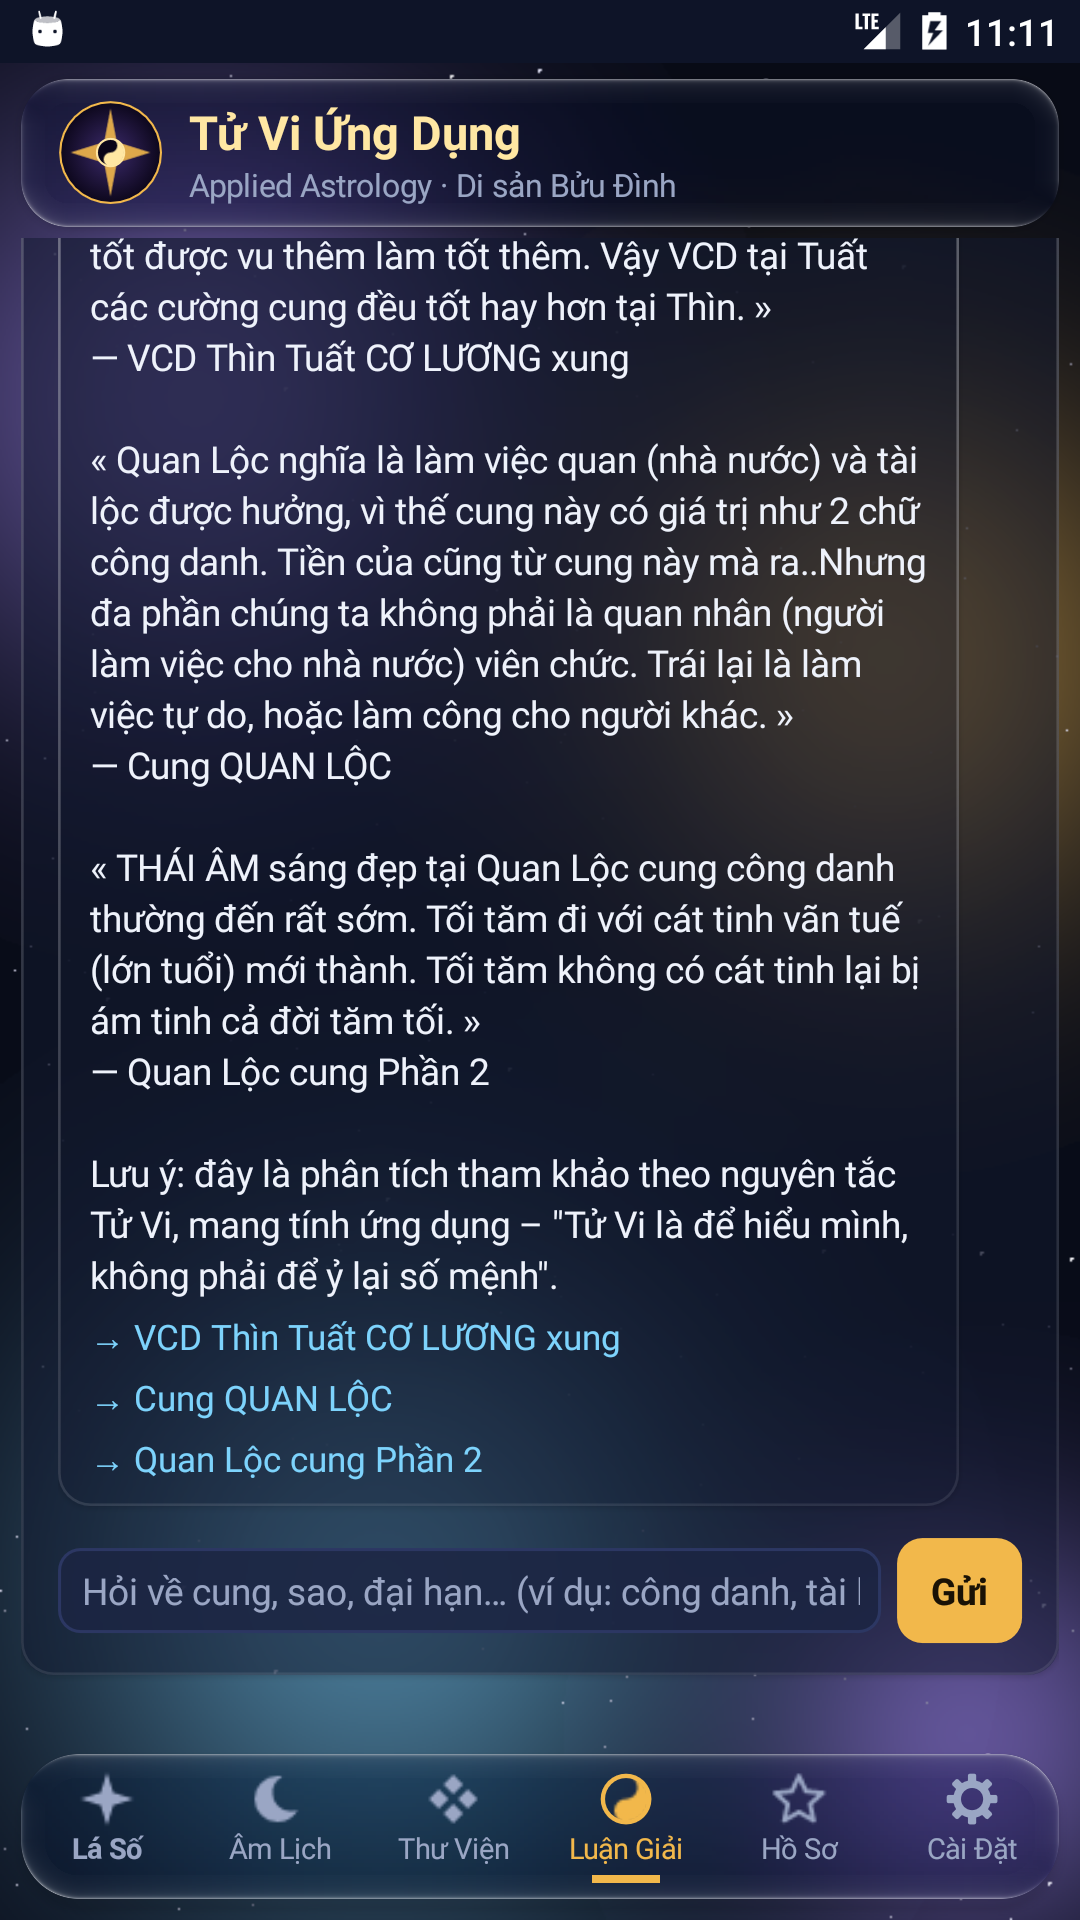 LTE 11:11
Tử Vi Ứng Dụng
Applied Astrology · Di sản Bửu Đình
tốt được vu thêm làm tốt thêm. Vậy VCD tại Tuất
các cường cung đều tốt hay hơn tại Thìn. »
— VCD Thìn Tuất CƠ LƯƠNG xung
« Quan Lộc nghĩa là làm việc quan (nhà nước) và tài
lộc được hưởng, vì thế cung này có giá trị như 2 chữ
công danh. Tiền của cũng từ cung này mà ra..Nhưng
đa phần chúng ta không phải là quan nhân (người
làm việc cho nhà nước) viên chức. Trái lại là làm
việc tự do, hoặc làm công cho người khác. »
— Cung QUAN LỘC
« THÁI ÂM sáng đẹp tại Quan Lộc cung công danh
thường đến rất sớm. Tối tăm đi với cát tinh vãn tuế
(lớn tuổi) mới thành. Tối tăm không có cát tinh lại bị
ám tinh cả đời tăm tối. »
— Quan Lộc cung Phần 2
Lưu ý: đây là phân tích tham khảo theo nguyên tắc
Tử Vi, mang tính ứng dụng – "Tử Vi là để hiểu mình,
không phải để ỷ lại số mệnh".
→ VCD Thìn Tuất CƠ LƯƠNG xung
→ Cung QUAN LỘC
→ Quan Lộc cung Phần 2
Hỏi về cung, sao, đại hạn… (ví dụ: công danh, tài
Gửi
Lá Số
Âm Lịch
Thư Viện
Luận Giải
Hồ Sơ
Cài Đặt